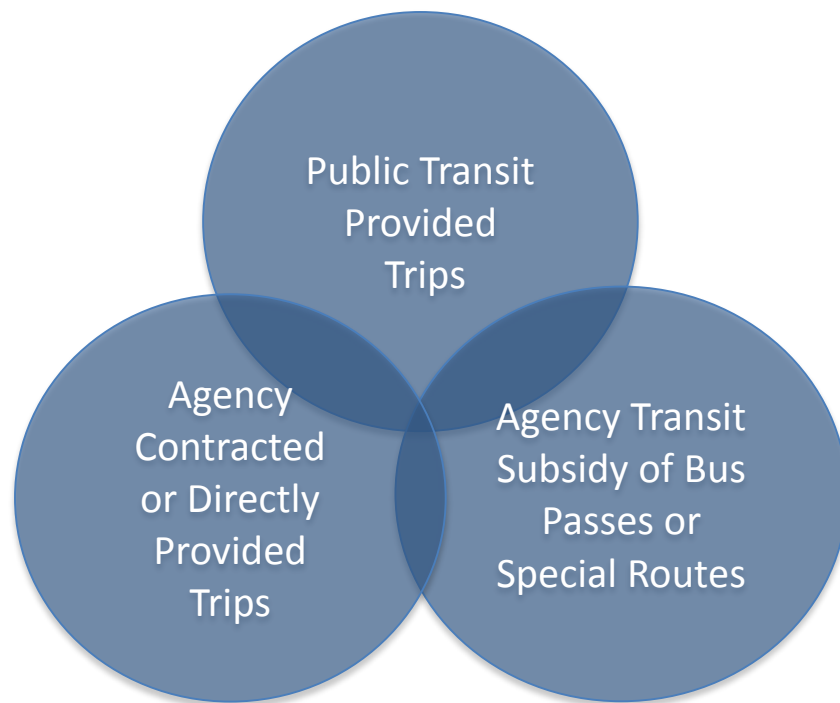 Public Transit
Provided
Trips
Agency
Contracted
or Directly
Provided
Trips
Agency Transit
Subsidy of Bus
Passes or
Special Routes